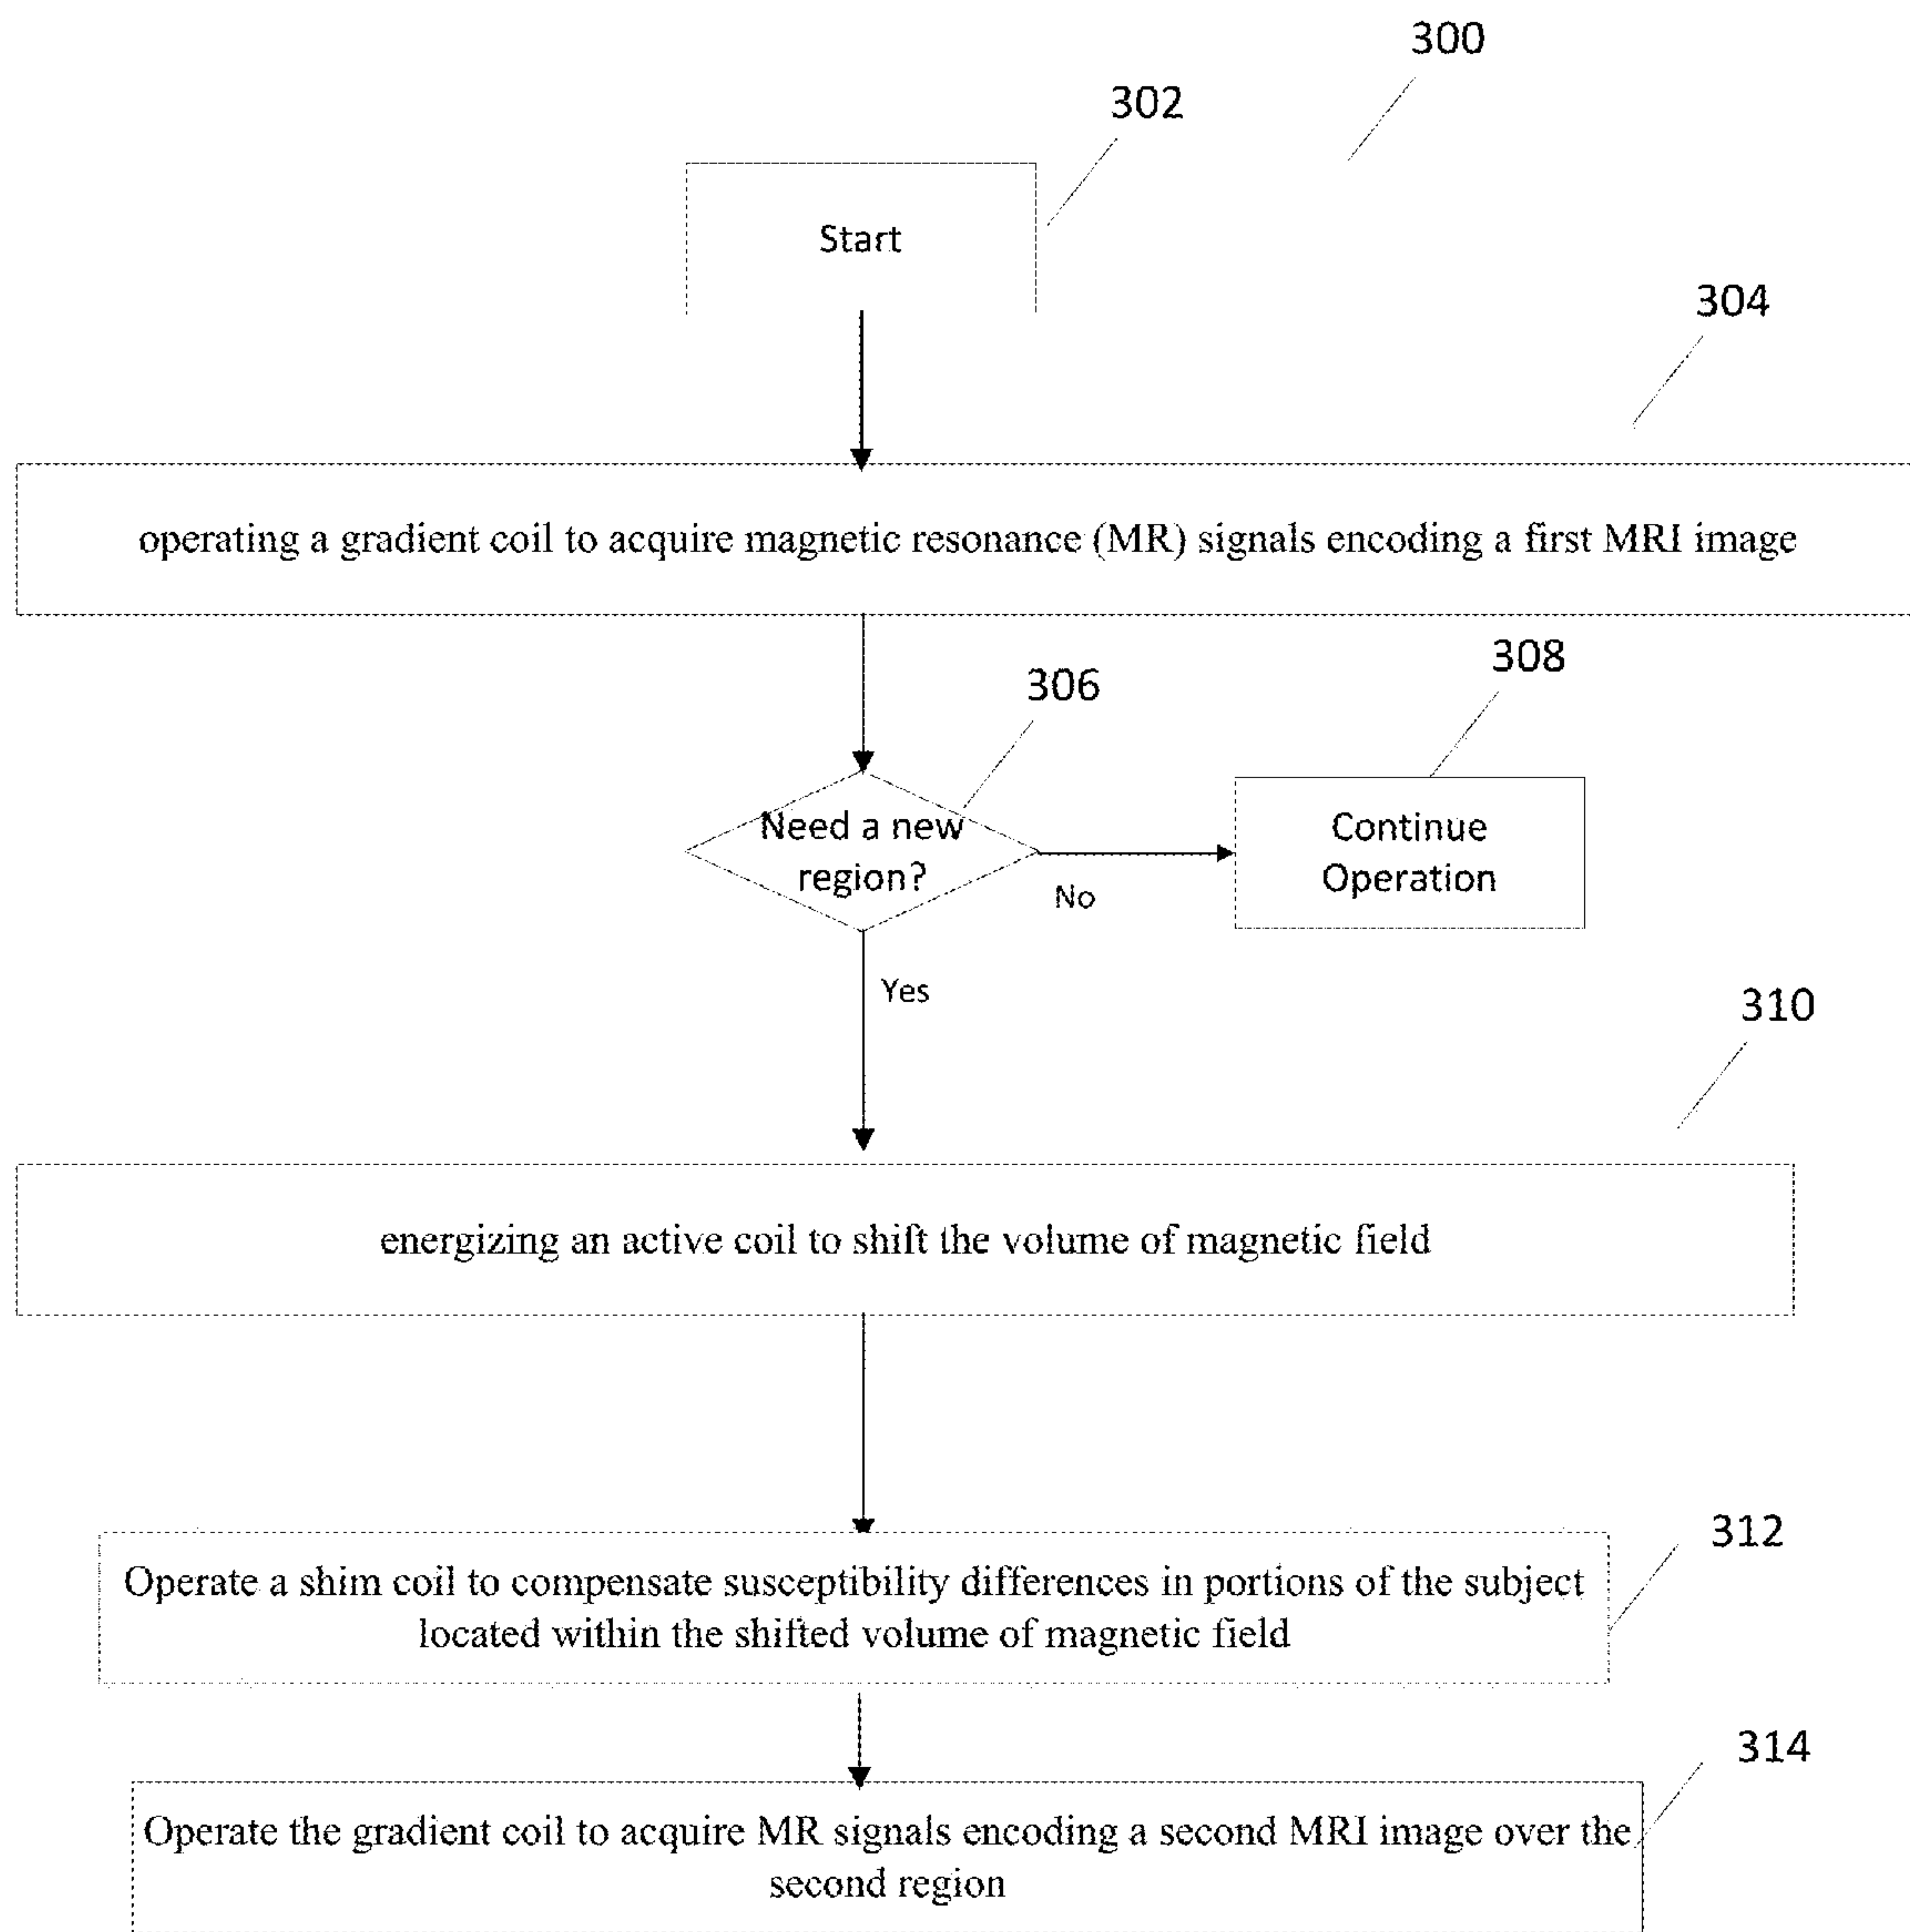 300
302
Start
304
operating a gradient coil to acquire magnetic resonance (MR) signals encoding a first MRI image
306
308
Need a new
region?
No
Continue
Operation
Yes
310
energizing an active coil to shift the volume of magnetic field
312
Operate a shim coil to compensate susceptibility differences in portions of the subject
located within the shifted volume of magnetic field
314
Operate the gradient coil to acquire MR signals encoding a second MRI image over the
second region